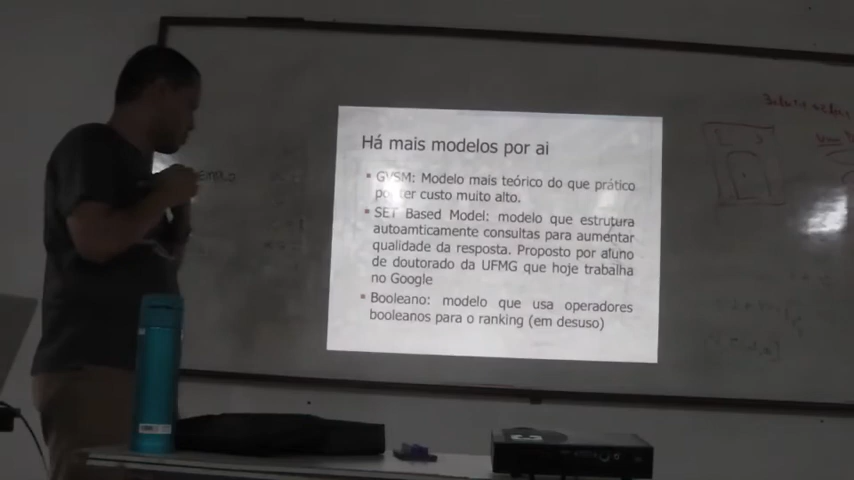 Há mais modelos por ai
GVSM: Modelo mais teórico do que prático
por ter custo muito alto.
SET Based Model: modelo que estrutura
autoamticamente consultas para aumentar
qualidade da resposta. Proposto por aluno
de doutorado da UFMG que hoje trabalha
no Google
Booleano: modelo que usa operadores
booleanos para o ranking (em desuso)